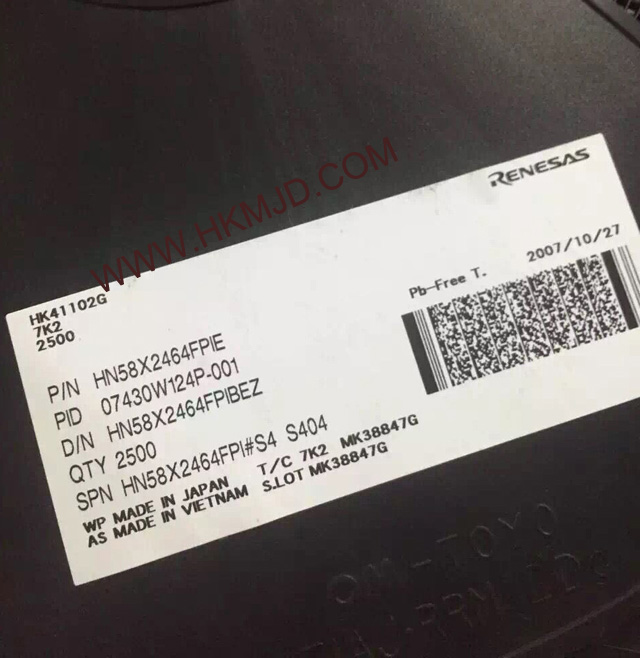 WWW.HKMJD.COM
RENESAS
HK41102G
7K2
2500
Pb-Free T.
2007/10/27
P/N HN58X2464FPIE
PID 07430W124P-001
D/N HN58X2464FPIBEZ
QTY 2500
SPN HN58X2464FPI#S4 S404
WP MADE IN JAPAN T/C 7K2 MK38847G
AS MADE IN VIETNAM S.LOT MK38847G